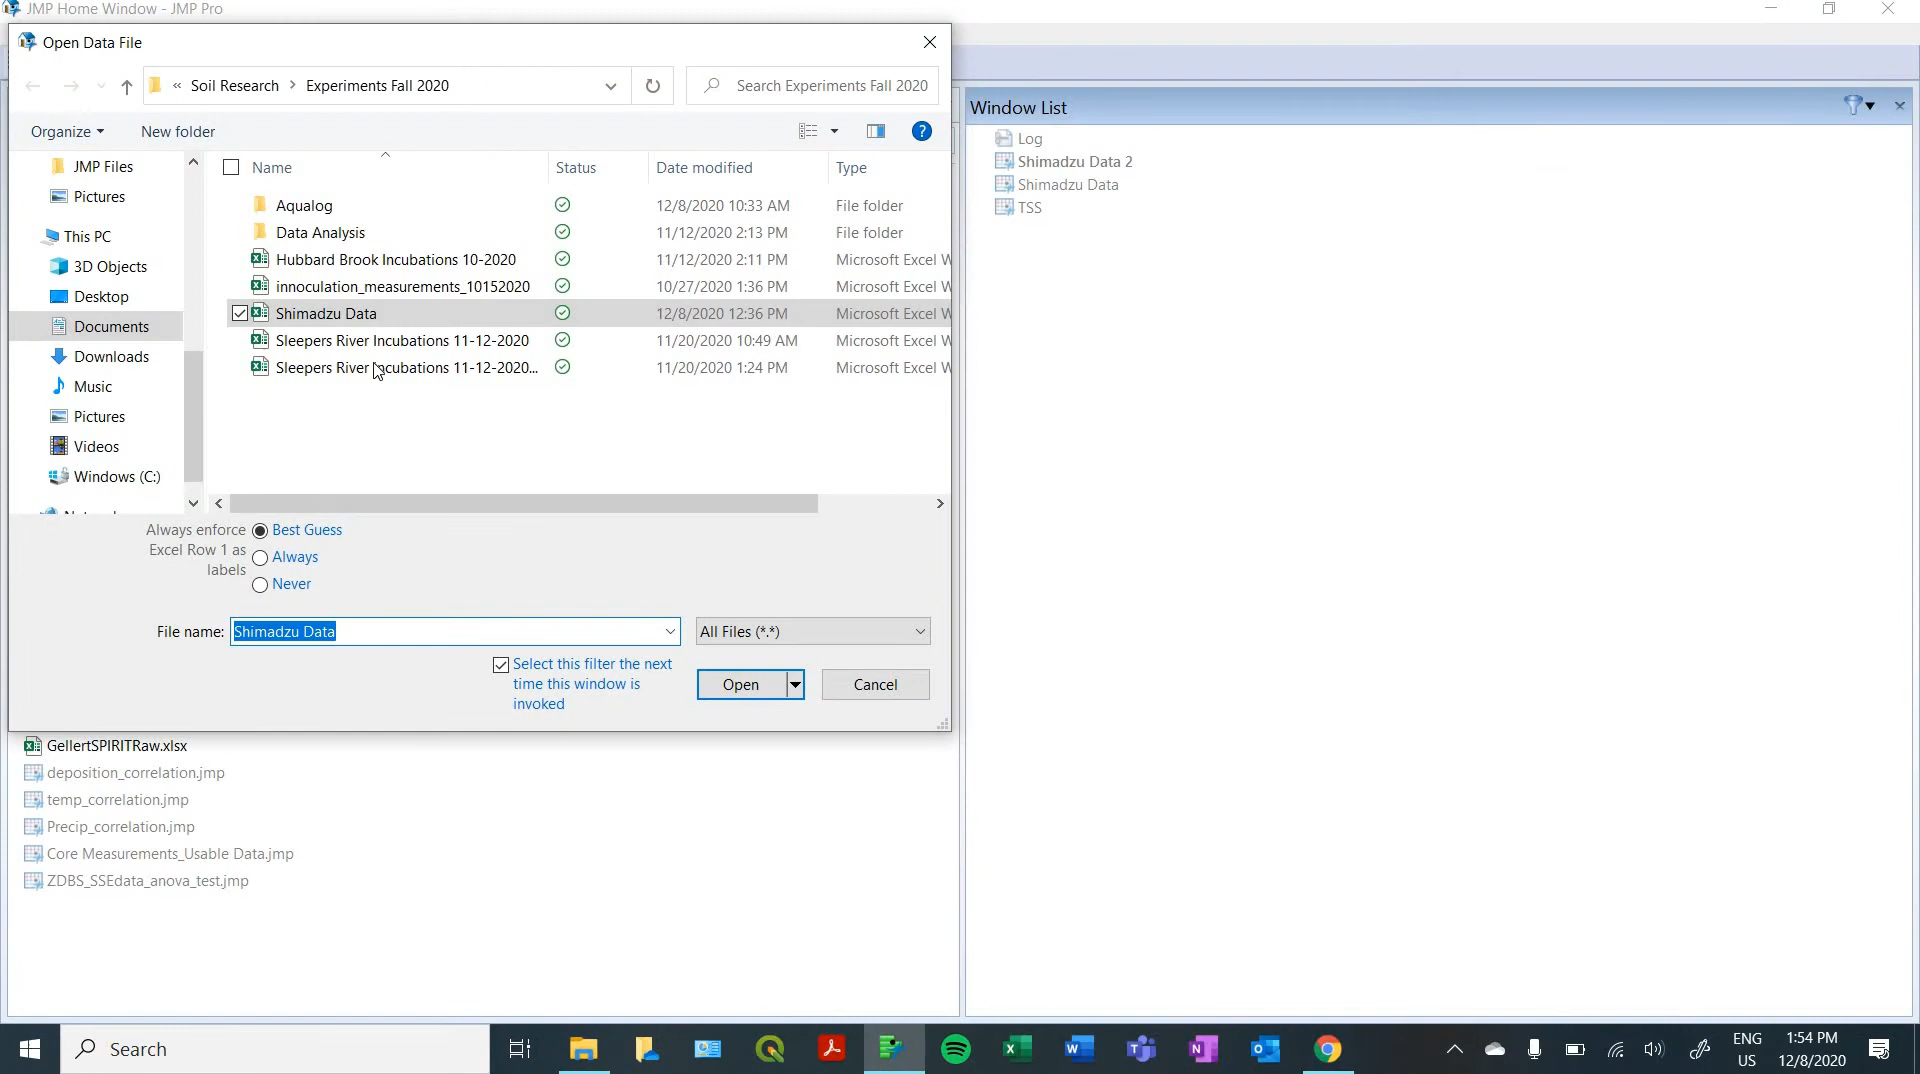 JMP Home Window - JMP Pro
Open Data File
« Soil Research > Experiments Fall 2020
Search Experiments Fall 2020
Organize
New folder
JMP Files
Pictures
This PC
3D Objects
Desktop
Documents
Downloads
Music
Pictures
Videos
Windows (C:)
Name Status Date modified Type
Aqualog 12/8/2020 10:33 AM File folder
Data Analysis 11/12/2020 2:13 PM File folder
Hubbard Brook Incubations 10-2020 11/12/2020 2:11 PM Microsoft Excel W
innoculation_measurements_10152020 10/27/2020 1:36 PM Microsoft Excel W
Shimadzu Data 12/8/2020 12:36 PM Microsoft Excel W
Sleepers River Incubations 11-12-2020 11/20/2020 10:49 AM Microsoft Excel W
Sleepers River Incubations 11-12-2020... 11/20/2020 1:24 PM Microsoft Excel W
Always enforce
Excel Row 1 as
labels
Best Guess
Always
Never
File name: Shimadzu Data
All Files (*.*)
Select this filter the next
time this window is
invoked
Open
Cancel
GellertSPIRITRaw.xlsx
deposition_correlation.jmp
temp_correlation.jmp
Precip_correlation.jmp
Core Measurements_Usable Data.jmp
ZDBS_SSEdata_anova_test.jmp
Window List
Log
Shimadzu Data 2
Shimadzu Data
TSS
Search
ENG
US
1:54 PM
12/8/2020